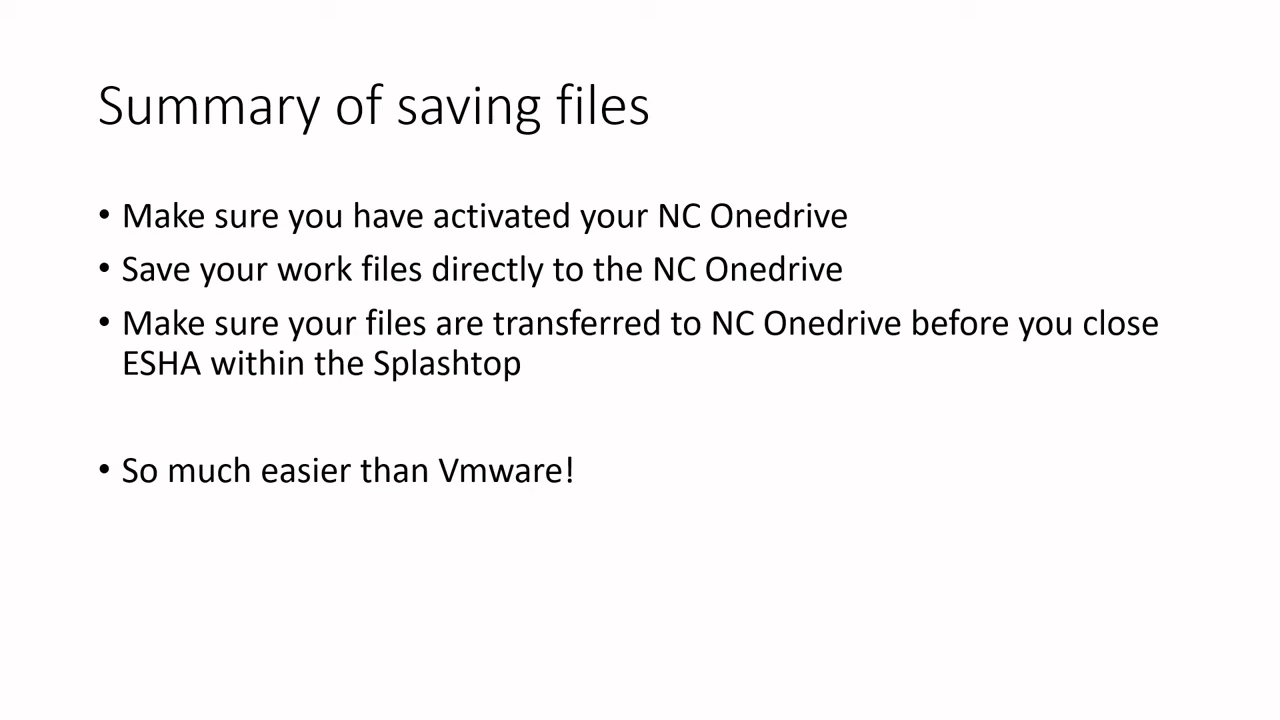 Summary of saving files
• Make sure you have activated your NC Onedrive
• Save your work files directly to the NC Onedrive
• Make sure your files are transferred to NC Onedrive before you close
ESHA within the Splashtop
• So much easier than Vmware!